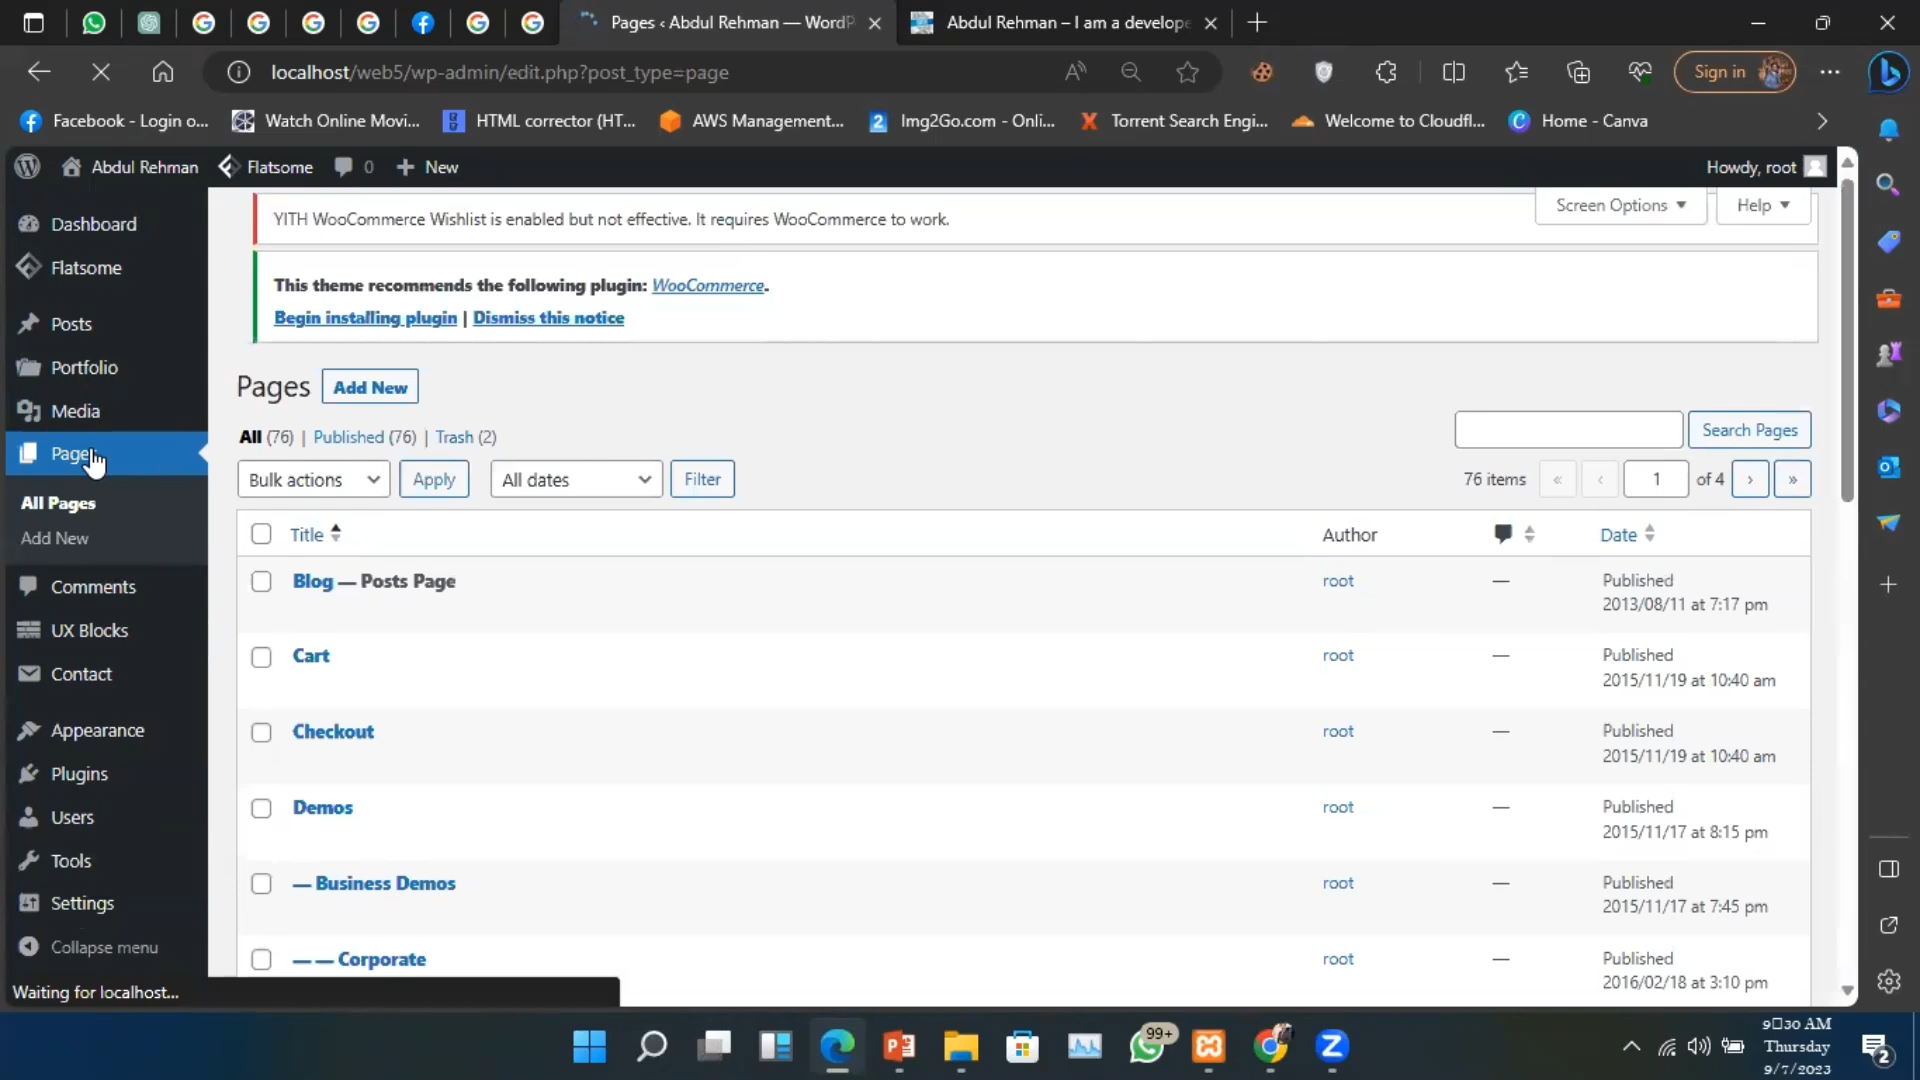 Pages ‹ Abdul Rehman — WordP
Abdul Rehman – I am a develope
localhost/web5/wp-admin/edit.php?post_type=page
Sign in
Facebook - Login o...
Watch Online Movi...
HTML corrector (HT...
AWS Management...
Img2Go.com - Onli...
Torrent Search Engi...
Welcome to Cloudfl...
Home - Canva
Abdul Rehman
Flatsome
0
New
Howdy, root
Dashboard
Flatsome
Posts
Portfolio
Media
Pages
All Pages
Add New
Comments
UX Blocks
Contact
Appearance
Plugins
Users
Tools
Settings
Collapse menu
Waiting for localhost...
YITH WooCommerce Wishlist is enabled but not effective. It requires WooCommerce to work.
Screen Options
Help
This theme recommends the following plugin: WooCommerce.
Begin installing plugin | Dismiss this notice
Pages Add New
All (76) | Published (76) | Trash (2)
Search Pages
Bulk actions Apply All dates Filter
76 items « ‹ 1 of 4 › »
Title Author Date
Blog — Posts Page root — Published
2013/08/11 at 7:17 pm
Cart root — Published
2015/11/19 at 10:40 am
Checkout root — Published
2015/11/19 at 10:40 am
Demos root — Published
2015/11/17 at 8:15 pm
— Business Demos root — Published
2015/11/17 at 7:45 pm
— — Corporate root — Published
2016/02/18 at 3:10 pm
99+
9□30 AM
Thursday
9/7/2023
2